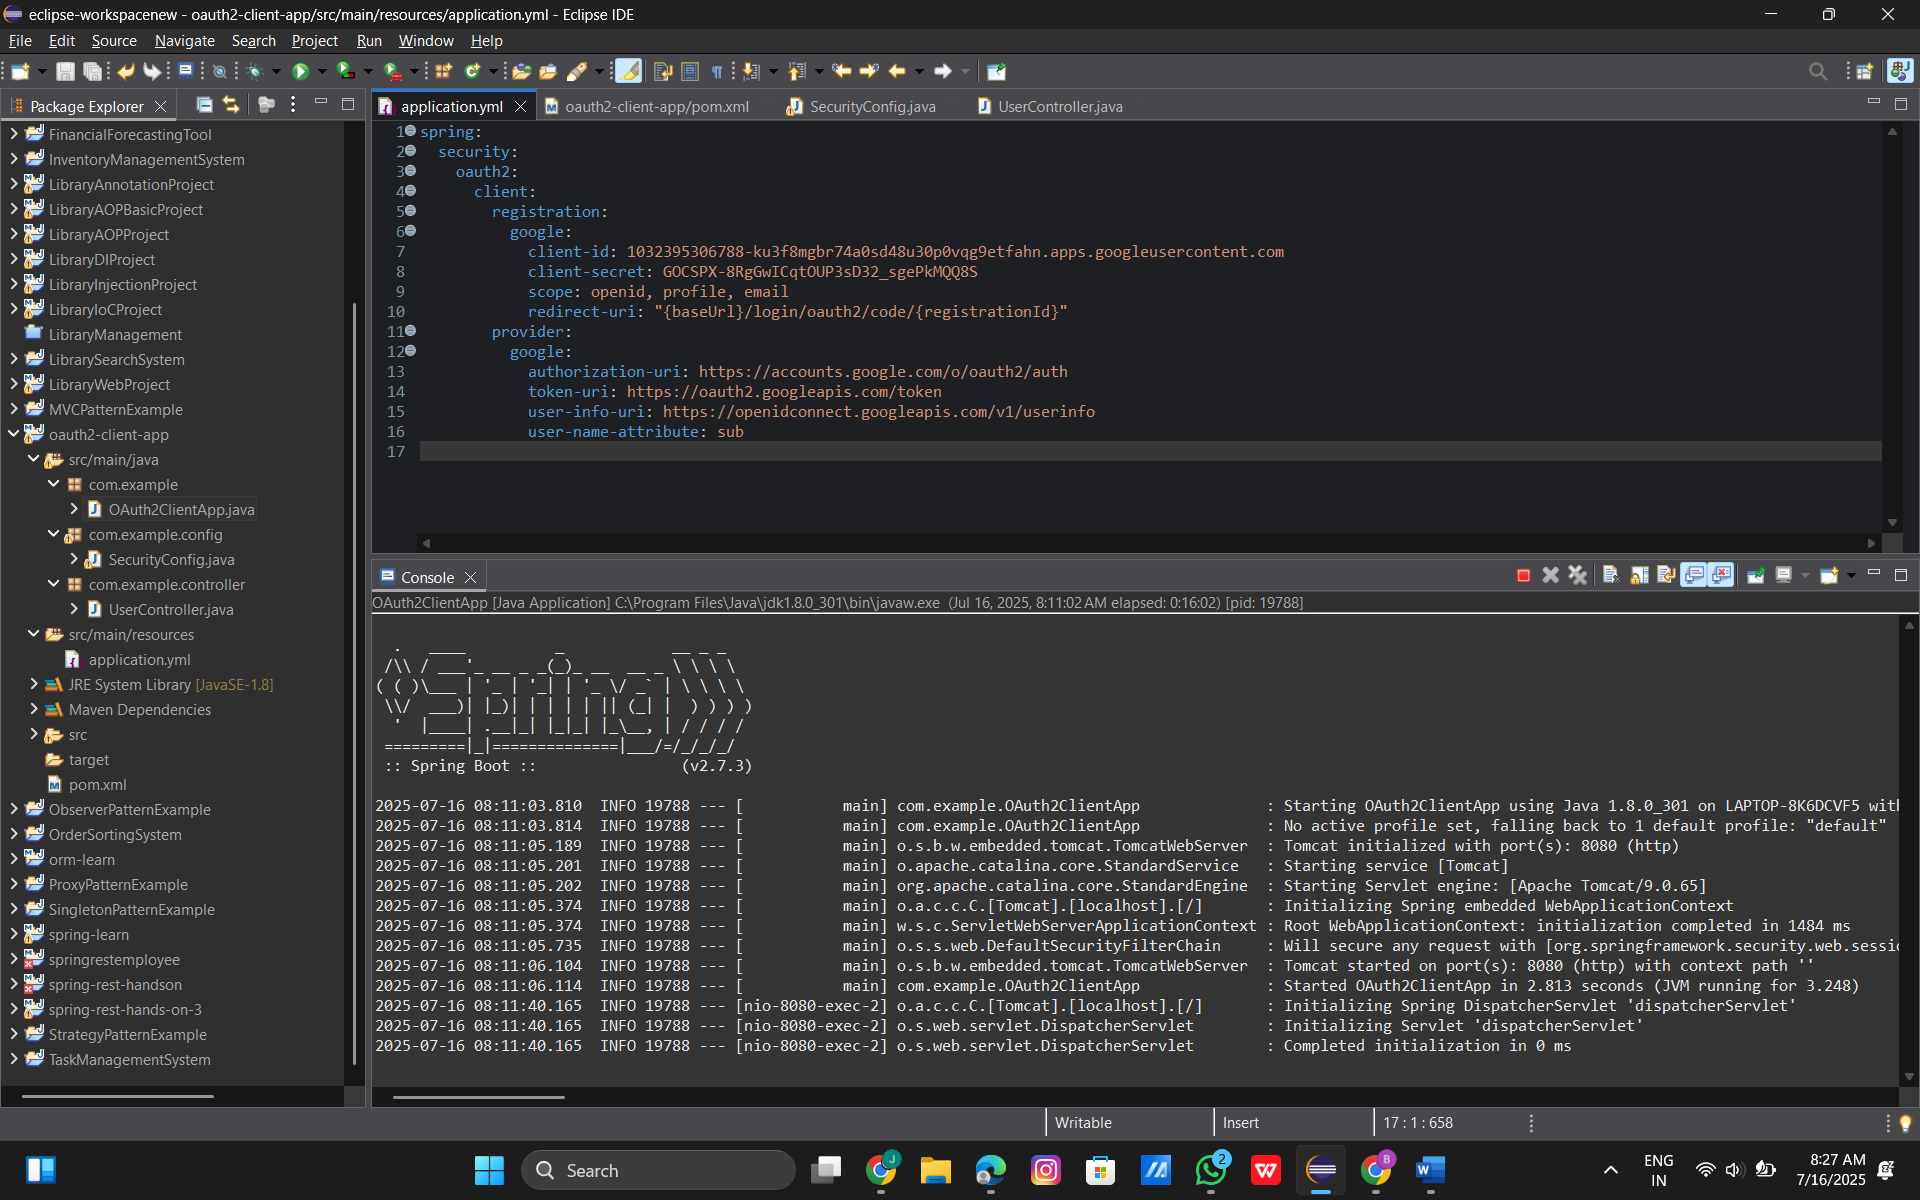 eclipse-workspacenew - oauth2-client-app/src/main/resources/application.yml - Eclipse IDE
File Edit Source Navigate Search Project Run Window Help
Package Explorer
FinancialForecastingTool
InventoryManagementSystem
LibraryAnnotationProject
LibraryAOPBasicProject
LibraryAOPProject
LibraryDIProject
LibraryInjectionProject
LibraryIoCProject
LibraryManagement
LibrarySearchSystem
LibraryWebProject
MVCPatternExample
oauth2-client-app
src/main/java
com.example
OAuth2ClientApp.java
com.example.config
SecurityConfig.java
com.example.controller
UserController.java
src/main/resources
application.yml
JRE System Library [JavaSE-1.8]
Maven Dependencies
src
target
pom.xml
ObserverPatternExample
OrderSortingSystem
orm-learn
ProxyPatternExample
SingletonPatternExample
spring-learn
springrestemployee
spring-rest-handson
spring-rest-hands-on-3
StrategyPatternExample
TaskManagementSystem
application.yml oauth2-client-app/pom.xml SecurityConfig.java UserController.java
1 spring:
2 security:
3 oauth2:
4 client:
5 registration:
6 google:
7 client-id: 1032395306788-ku3f8mgbr74a0sd48u30p0vqg9etfahn.apps.googleusercontent.com
8 client-secret: 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
9 scope: openid, profile, email
10 redirect-uri: "{baseUrl}/login/oauth2/code/{registrationId}"
11 provider:
12 google:
13 authorization-uri: https://accounts.google.com/o/oauth2/auth
14 token-uri: https://oauth2.googleapis.com/token
15 user-info-uri: https://openidconnect.googleapis.com/v1/userinfo
16 user-name-attribute: sub
17
Console
OAuth2ClientApp [Java Application] C:\Program Files\Java\jdk1.8.0_301\bin\javaw.exe (Jul 16, 2025, 8:11:02 AM elapsed: 0:16:02) [pid: 19788]
Spring
:: Spring Boot :: (v2.7.3)
2025-07-16 08:11:03.810 INFO 19788 --- [ main] com.example.OAuth2ClientApp : Starting OAuth2ClientApp using Java 1.8.0_301 on LAPTOP-8K6DCVF5 with
2025-07-16 08:11:03.814 INFO 19788 --- [ main] com.example.OAuth2ClientApp : No active profile set, falling back to 1 default profile: "default"
2025-07-16 08:11:05.189 INFO 19788 --- [ main] o.s.b.w.embedded.tomcat.TomcatWebServer : Tomcat initialized with port(s): 8080 (http)
2025-07-16 08:11:05.201 INFO 19788 --- [ main] o.apache.catalina.core.StandardService : Starting service [Tomcat]
2025-07-16 08:11:05.202 INFO 19788 --- [ main] org.apache.catalina.core.StandardEngine : Starting Servlet engine: [Apache Tomcat/9.0.65]
2025-07-16 08:11:05.374 INFO 19788 --- [ main] o.a.c.c.C.[Tomcat].[localhost].[/] : Initializing Spring embedded WebApplicationContext
2025-07-16 08:11:05.374 INFO 19788 --- [ main] w.s.c.ServletWebServerApplicationContext : Root WebApplicationContext: initialization completed in 1484 ms
2025-07-16 08:11:05.735 INFO 19788 --- [ main] o.s.s.web.DefaultSecurityFilterChain : Will secure any request with [org.springframework.security.web.sessio
2025-07-16 08:11:06.104 INFO 19788 --- [ main] o.s.b.w.embedded.tomcat.TomcatWebServer : Tomcat started on port(s): 8080 (http) with context path ''
2025-07-16 08:11:06.114 INFO 19788 --- [ main] com.example.OAuth2ClientApp : Started OAuth2ClientApp in 2.813 seconds (JVM running for 3.248)
2025-07-16 08:11:40.165 INFO 19788 --- [nio-8080-exec-2] o.a.c.c.C.[Tomcat].[localhost].[/] : Initializing Spring DispatcherServlet 'dispatcherServlet'
2025-07-16 08:11:40.165 INFO 19788 --- [nio-8080-exec-2] o.s.web.servlet.DispatcherServlet : Initializing Servlet 'dispatcherServlet'
2025-07-16 08:11:40.165 INFO 19788 --- [nio-8080-exec-2] o.s.web.servlet.DispatcherServlet : Completed initialization in 0 ms
Writable Insert 17 : 1 : 658
Search
J
2
B
ENG
IN
8:27 AM
7/16/2025